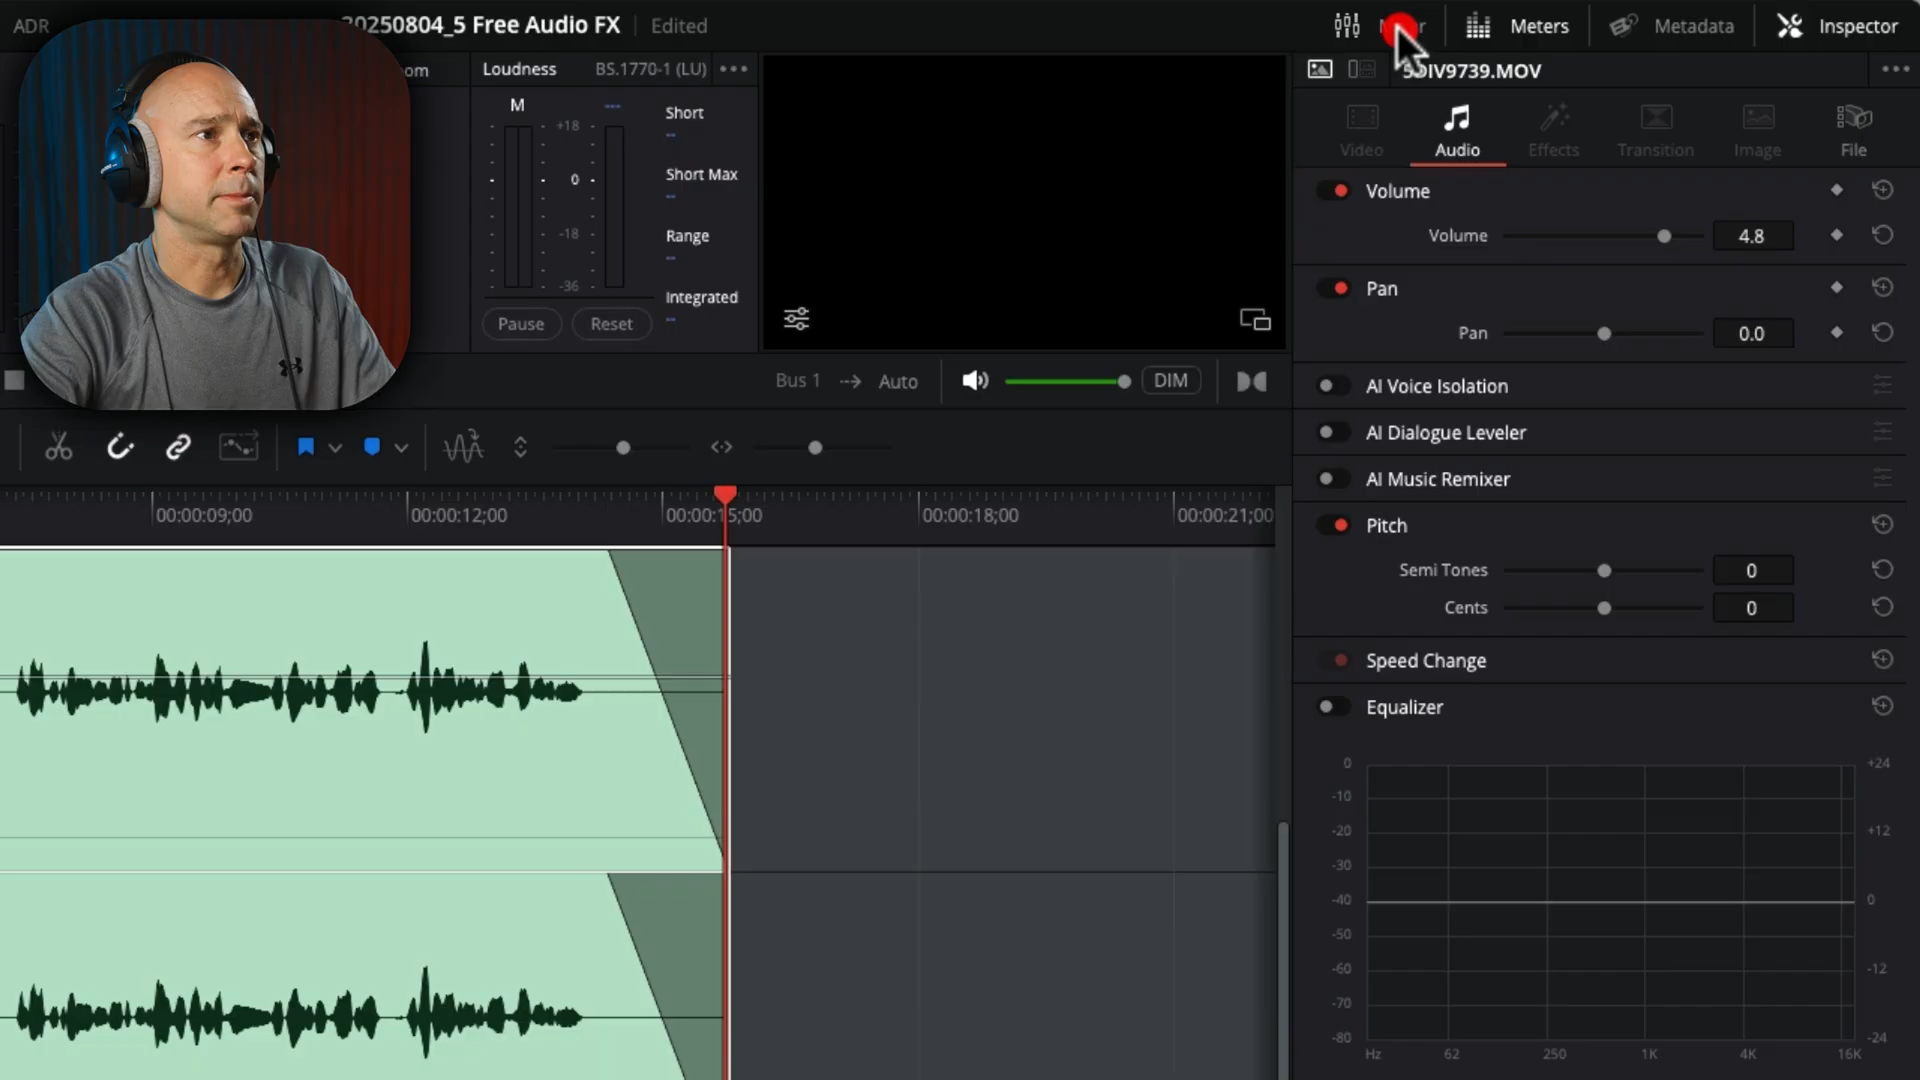 ADR
20250804_5 Free Audio FX
Edited
Meters
Metadata
Inspector
om
Loudness
BS.1770-1 (LU)
5DIV9739.MOV
M
+18
0
-18
-36
Short
--
Short Max
--
Range
--
Integrated
--
Pause
Reset
Video
Audio
Effects
Transition
Image
File
Volume
Volume
4.8
Pan
Pan
0.0
Bus 1
Auto
DIM
AI Voice Isolation
AI Dialogue Leveler
AI Music Remixer
00:00:09;00
00:00:12;00
00:00:15;00
00:00:18;00
00:00:21;00
Pitch
Semi Tones
0
Cents
0
Speed Change
Equalizer
0
-10
-20
-30
-40
-50
-60
-70
-80
+24
+12
0
-12
-24
Hz
62
250
1K
4K
16K